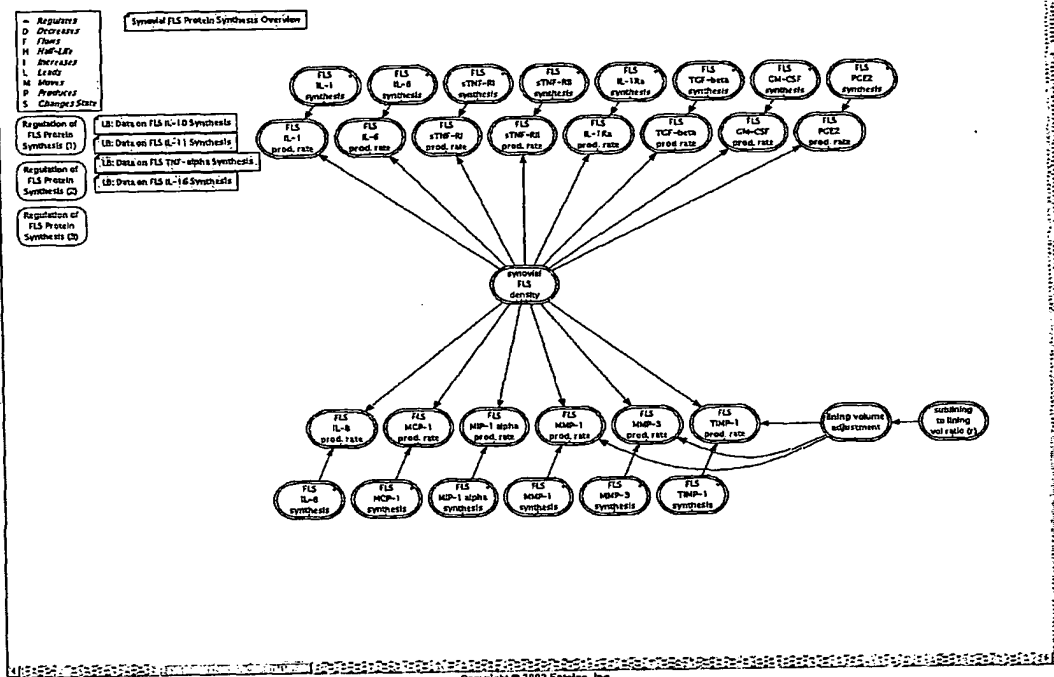 ~ Regulates
D Decreases
F Flows
H Half-Life
I Increases
L Leads
M Moves
P Produces
S Changes State
Synovial FLS Protein Synthesis Overview
Regulation of
FLS Protein
Synthesis (1)
Regulation of
FLS Protein
Synthesis (2)
Regulation of
FLS Protein
Synthesis (3)
LB: Data on FLS IL-10 Synthesis
LB: Data on FLS IL-11 Synthesis
LB: Data on FLS TNF-alpha Synthesis
LB: Data on FLS IL-16 Synthesis
FLS
IL-1
synthesis
FLS
IL-6
synthesis
FLS
sTNF-RI
synthesis
FLS
sTNF-RII
synthesis
FLS
IL-1Ra
synthesis
FLS
TGF-beta
synthesis
FLS
GM-CSF
synthesis
FLS
PGE2
synthesis
FLS
IL-1
prod. rate
FLS
IL-6
prod. rate
FLS
sTNF-RI
prod. rate
FLS
sTNF-RII
prod. rate
FLS
IL-1Ra
prod. rate
FLS
TGF-beta
prod. rate
FLS
GM-CSF
prod. rate
FLS
PGE2
prod. rate
synovial
FLS
density
FLS
IL-8
prod. rate
FLS
MCP-1
prod. rate
FLS
MIP-1 alpha
prod. rate
FLS
MMP-1
prod. rate
FLS
MMP-3
prod. rate
FLS
TIMP-1
prod. rate
lining volume
adjustment
sublining
to lining
vol ratio (r)
FLS
IL-8
synthesis
FLS
MCP-1
synthesis
FLS
MIP-1 alpha
synthesis
FLS
MMP-1
synthesis
FLS
MMP-3
synthesis
FLS
TIMP-1
synthesis
Copyright © 2002 Entelos, Inc.